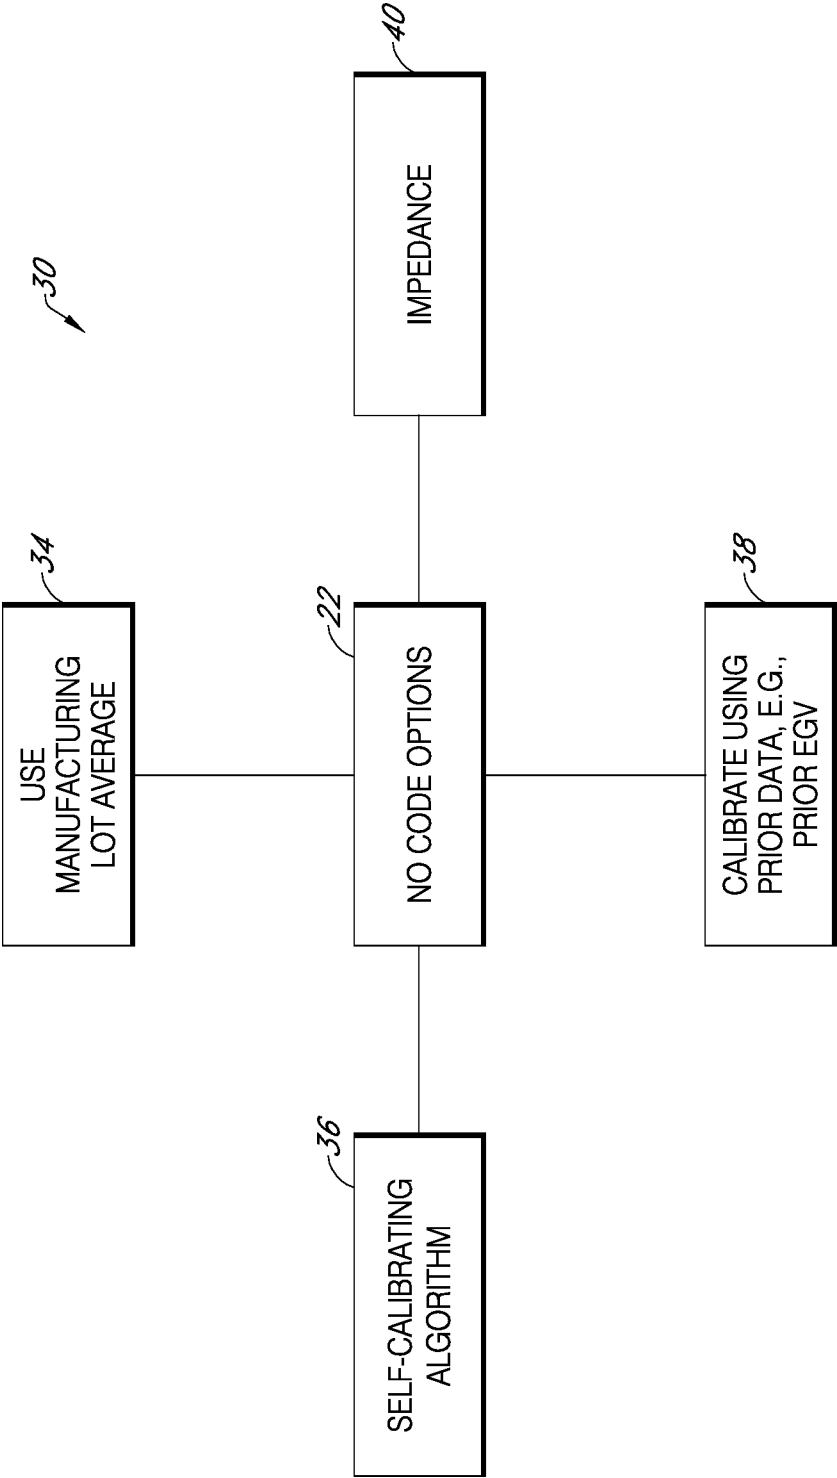 30
34
USE
MANUFACTURING
LOT AVERAGE
36
SELF-CALIBRATING
ALGORITHM
22
NO CODE OPTIONS
40
IMPEDANCE
38
CALIBRATE USING
PRIOR DATA, E.G.,
PRIOR EGV